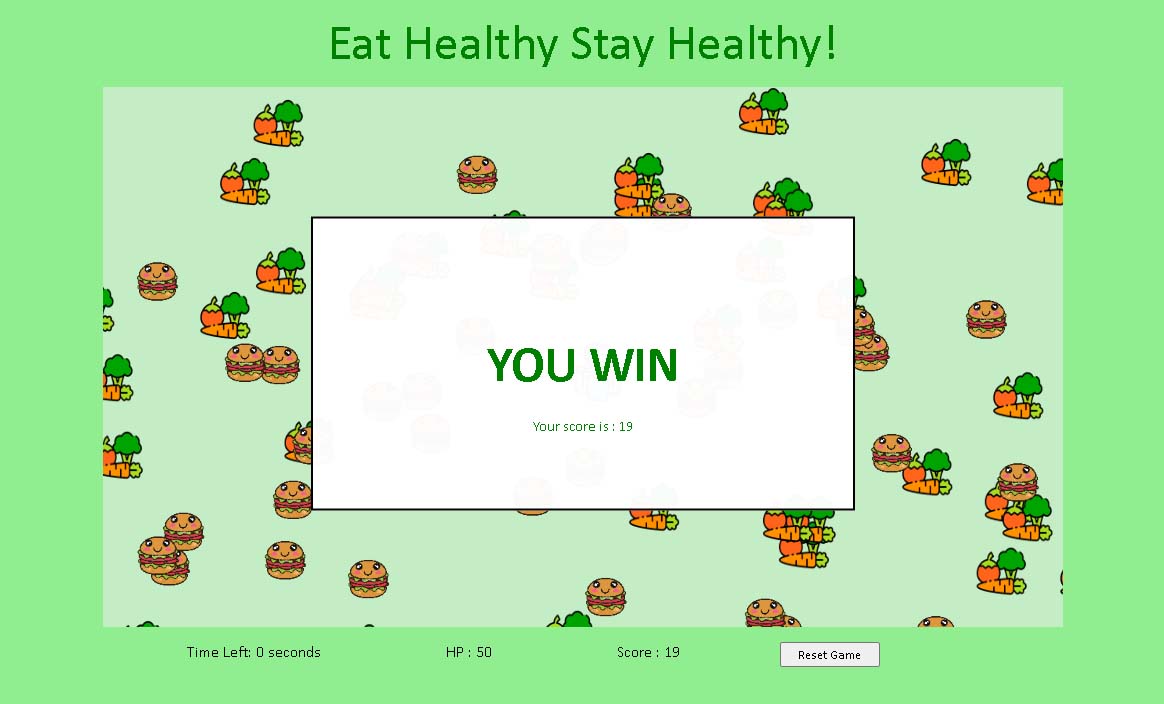 Eat Healthy Stay Healthy!
YOU WIN
Your score is : 19
Time Left: 0 seconds
HP : 50
Score : 19
Reset Game